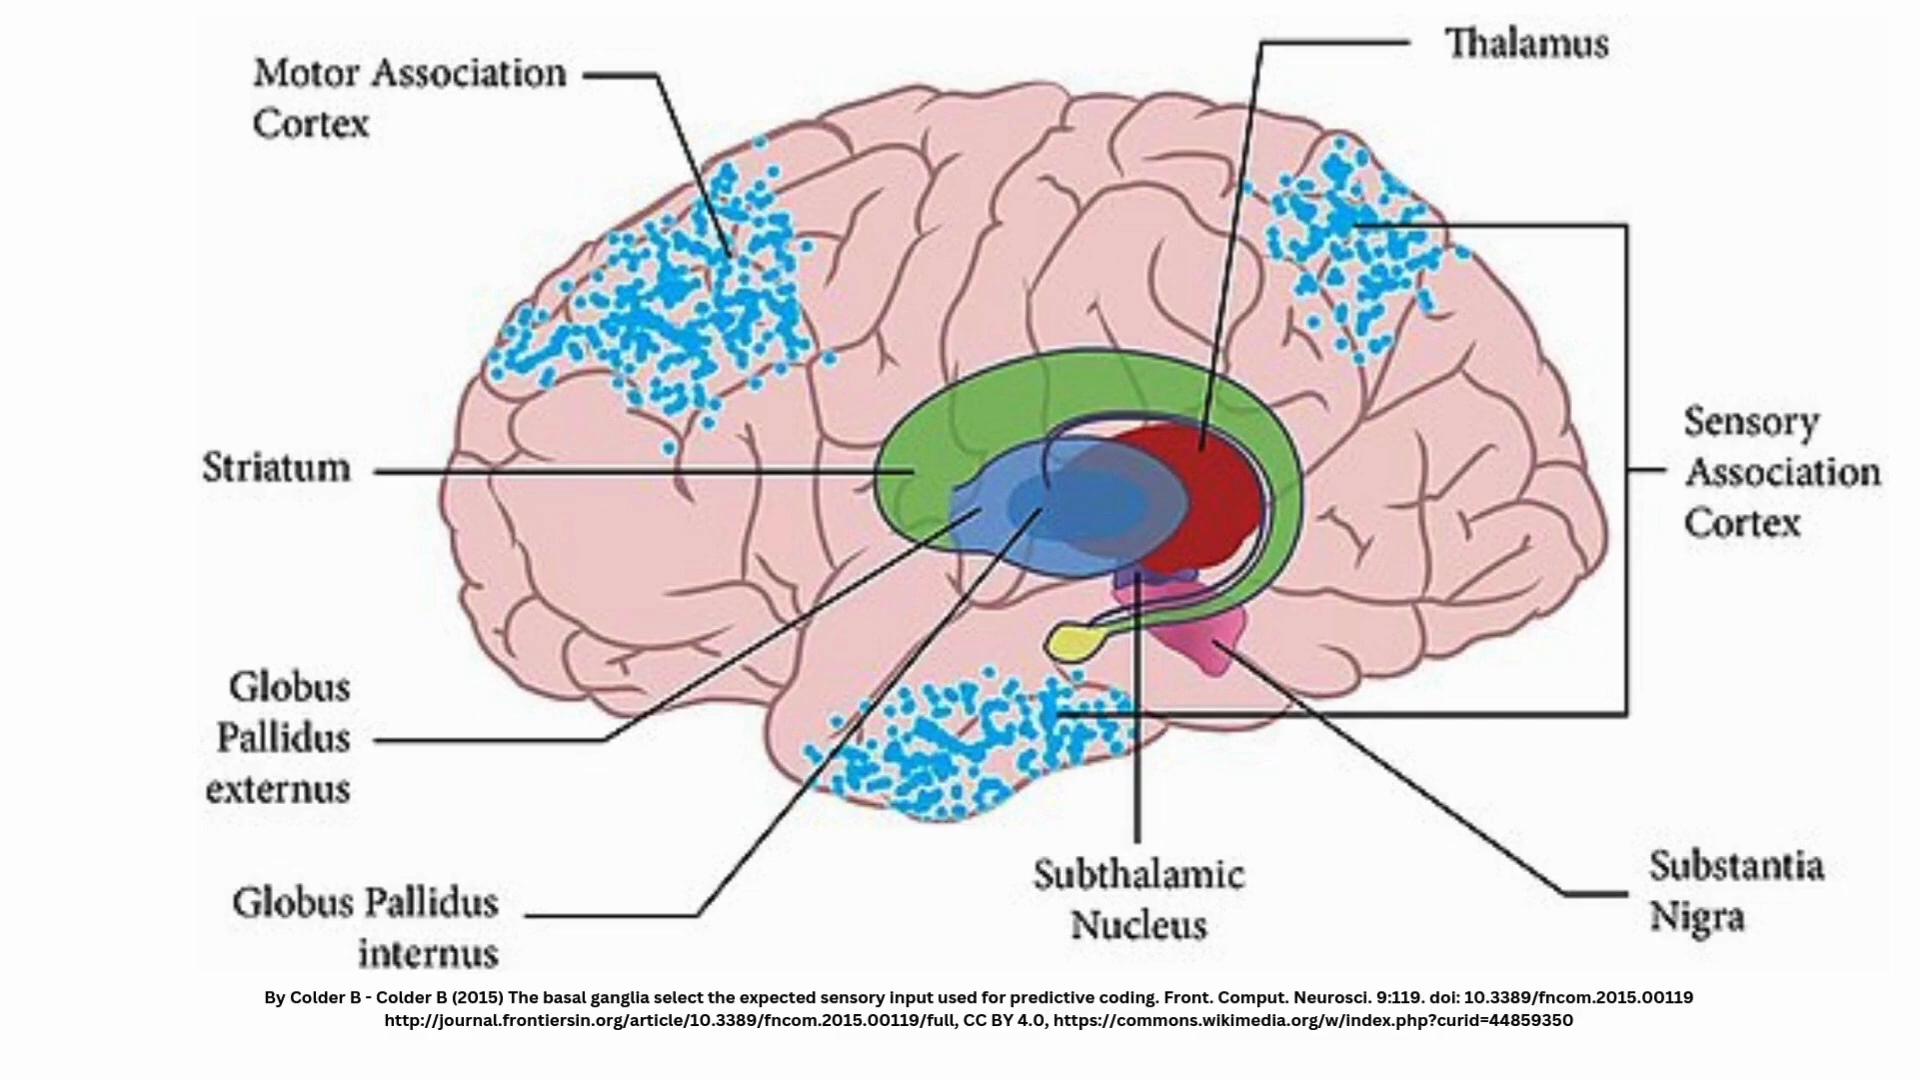 Motor Association
Cortex
Thalamus
Sensory
Association
Cortex
Striatum
Globus
Pallidus
externus
Globus Pallidus
internus
Subthalamic
Nucleus
Substantia
Nigra
By Colder B - Colder B (2015) The basal ganglia select the expected sensory input used for predictive coding. Front. Comput. Neurosci. 9:119. doi: 10.3389/fncom.2015.00119
http://journal.frontiersin.org/article/10.3389/fncom.2015.00119/full, CC BY 4.0, https://commons.wikimedia.org/w/index.php?curid=44859350